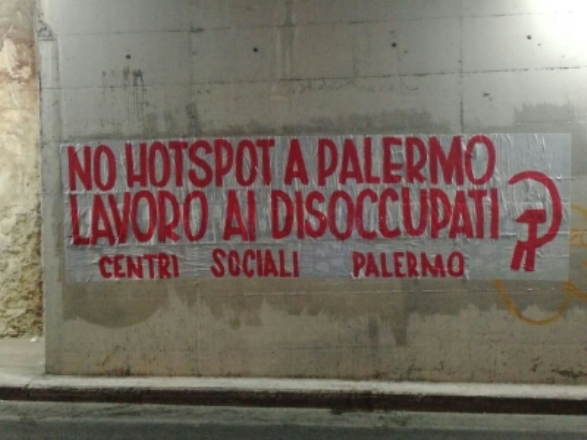 NO HOTSPOT A PALERMO
LAVORO AI DISOCCUPATI
CENTRI SOCIALI PALERMO